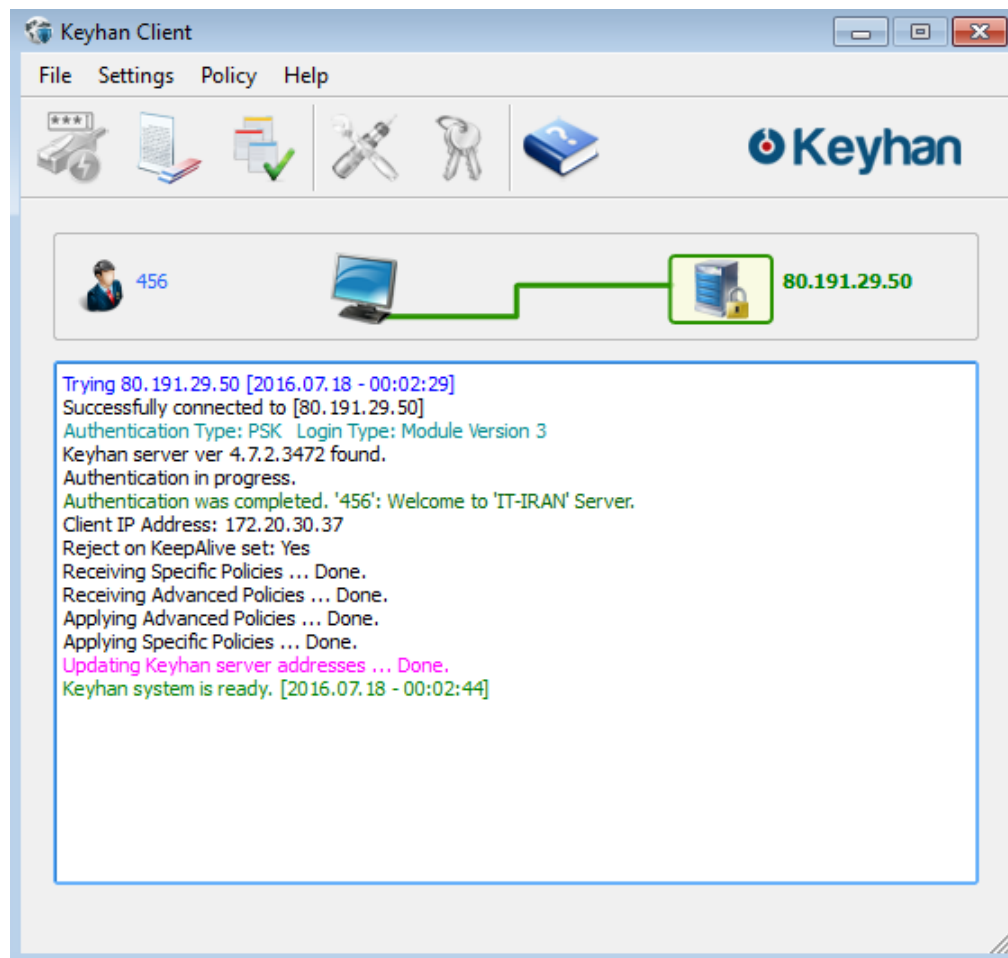 Keyhan Client
File Settings Policy Help
***
Keyhan
456
80.191.29.50
Trying 80.191.29.50 [2016.07.18 - 00:02:29]
Successfully connected to [80.191.29.50]
Authentication Type: PSK Login Type: Module Version 3
Keyhan server ver 4.7.2.3472 found.
Authentication in progress.
Authentication was completed. '456': Welcome to 'IT-IRAN' Server.
Client IP Address: 172.20.30.37
Reject on KeepAlive set: Yes
Receiving Specific Policies ... Done.
Receiving Advanced Policies ... Done.
Applying Advanced Policies ... Done.
Applying Specific Policies ... Done.
Updating Keyhan server addresses ... Done.
Keyhan system is ready. [2016.07.18 - 00:02:44]